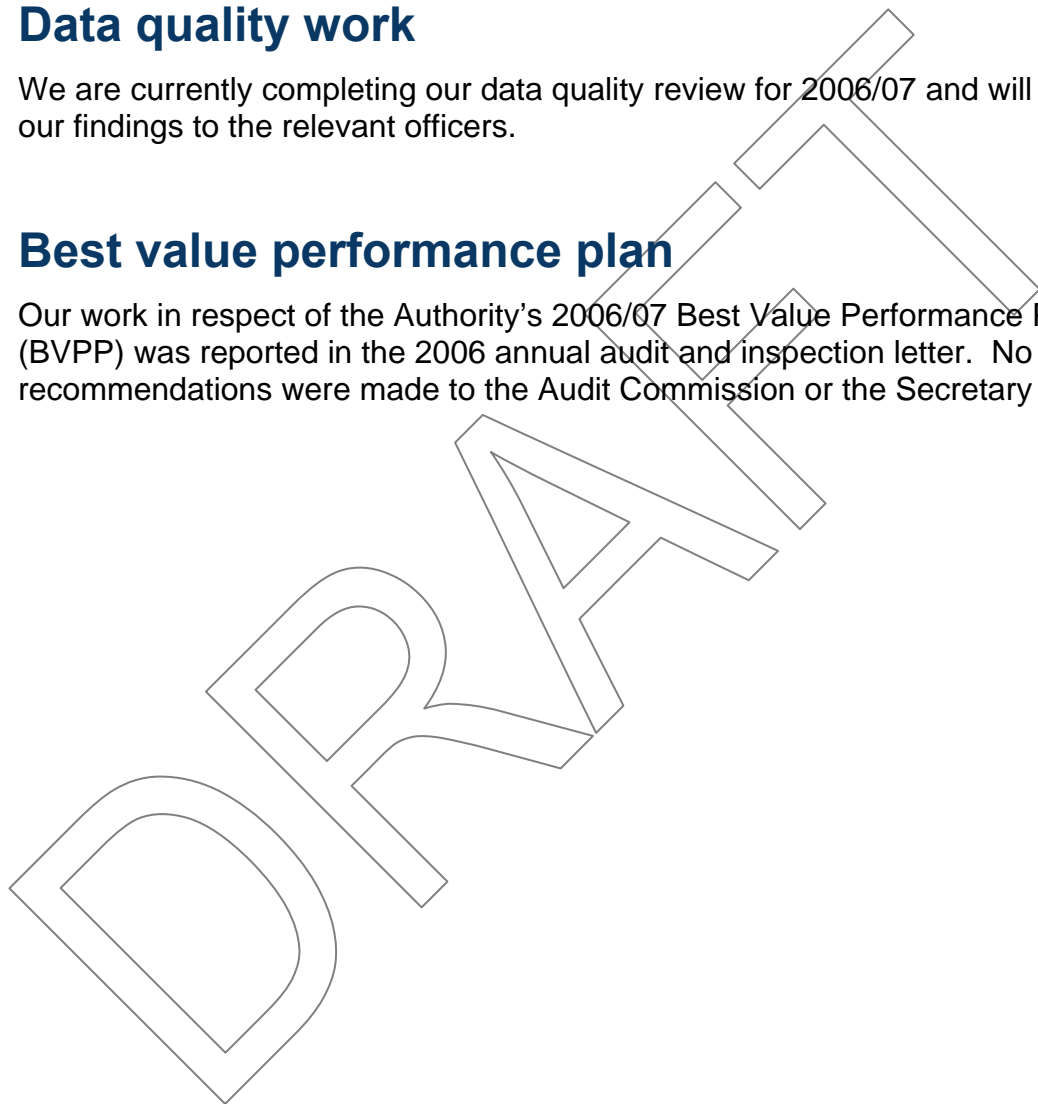 Data quality work
We are currently completing our data quality review for 2006/07 and will
our findings to the relevant officers.
Best value performance plan
Our work in respect of the Authority's 2006/07 Best Value Performance
(BVPP) was reported in the 2006 annual audit and inspection letter.  No
recommendations were made to the Audit Commission or the Secretary
DRAFT